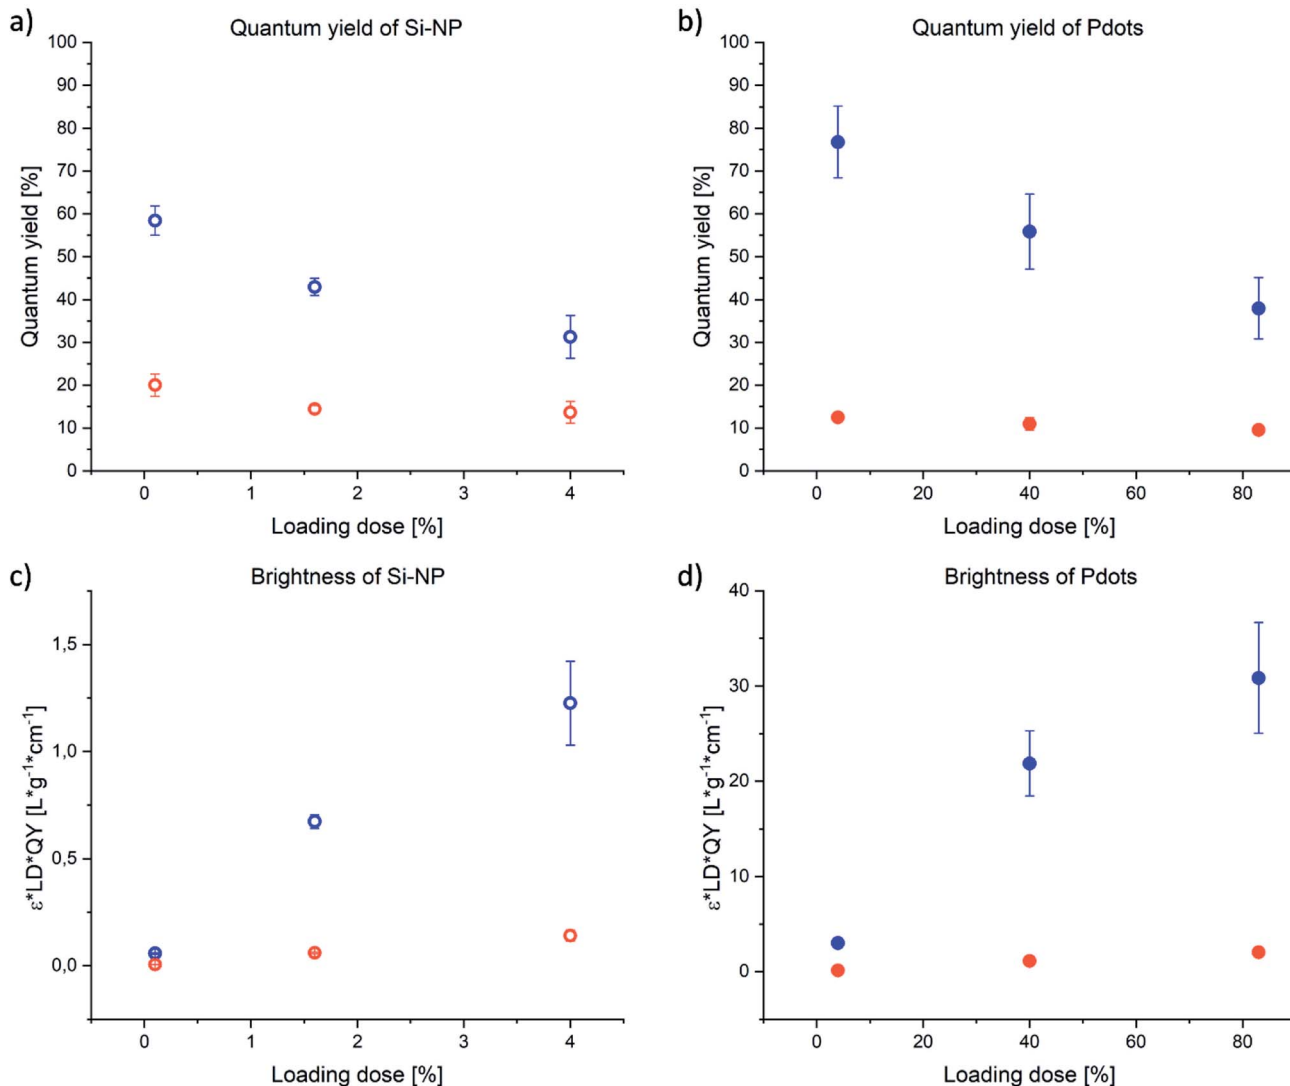 a)
Quantum yield of Si-NP
100
90
80
70
60
50
40
30
20
10
0
Quantum yield [%]
0 1 2 3 4
Loading dose [%]
b)
Quantum yield of Pdots
100
90
80
70
60
50
40
30
20
10
0
Quantum yield [%]
0 20 40 60 80
Loading dose [%]
c)
Brightness of Si-NP
1,5
1,0
0,5
0,0
ε*LD*QY [L*g⁻¹*cm⁻¹]
0 1 2 3 4
Loading dose [%]
d)
Brightness of Pdots
40
30
20
10
0
ε*LD*QY [L*g⁻¹*cm⁻¹]
0 20 40 60 80
Loading dose [%]